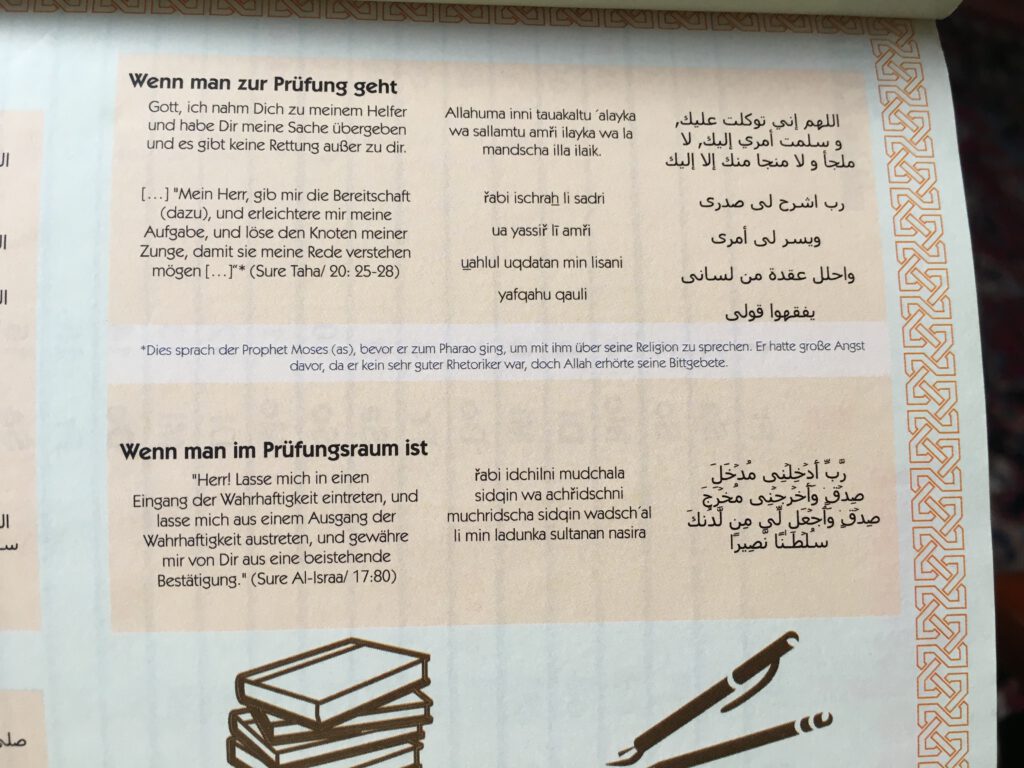 Wenn man zur Prüfung geht
Gott, ich nahm Dich zu meinem Helfer
und habe Dir meine Sache übergeben
und es gibt keine Rettung außer zu dir.
Allahuma inni tauakaltu ´alayka
wa sallamtu amři ilayka wa la
mandscha illa ilaik.
اللهم إني توكلت عليك,
و سلمت أمري إليك, لا
ملجأ و لا منجا منك إلا إليك
[…] "Mein Herr, gib mir die Bereitschaft
(dazu), und erleichtere mir meine
Aufgabe, und löse den Knoten meiner
Zunge, damit sie meine Rede verstehen
mögen […]"* (Sure Taha/ 20: 25-28)
řabi ischrah li sadri
ua yassiř lī amři
uahlul uqdatan min lisani
yafqahu qauli
رب اشرح لى صدرى
ويسر لى أمرى
واحلل عقدة من لسانى
يفقهوا قولى
*Dies sprach der Prophet Moses (as), bevor er zum Pharao ging, um mit ihm über seine Religion zu sprechen. Er hatte große Angst
davor, da er kein sehr guter Rhetoriker war, doch Allah erhörte seine Bittgebete.
Wenn man im Prüfungsraum ist
"Herr! Lasse mich in einen
Eingang der Wahrhaftigkeit eintreten, und
lasse mich aus einem Ausgang der
Wahrhaftigkeit austreten, und gewähre
mir von Dir aus eine beistehende
Bestätigung." (Sure Al-Israa/ 17:80)
řabi idchilni mudchala
sidqin wa achřidschni
muchridscha sidqin wadsch´al
li min ladunka sultanan nasira
رَّبِّ أَدۡخِلۡنِى مُدۡخَلَ
صِدۡقٍ۬ وَأَخۡرِجۡنِى مُخۡرَجَ
صِدۡقٍ۬ وَٱجۡعَل لِّى مِن لَّدُنكَ
سُلۡطَـٰنً۬ا نَّصِيرً۬ا